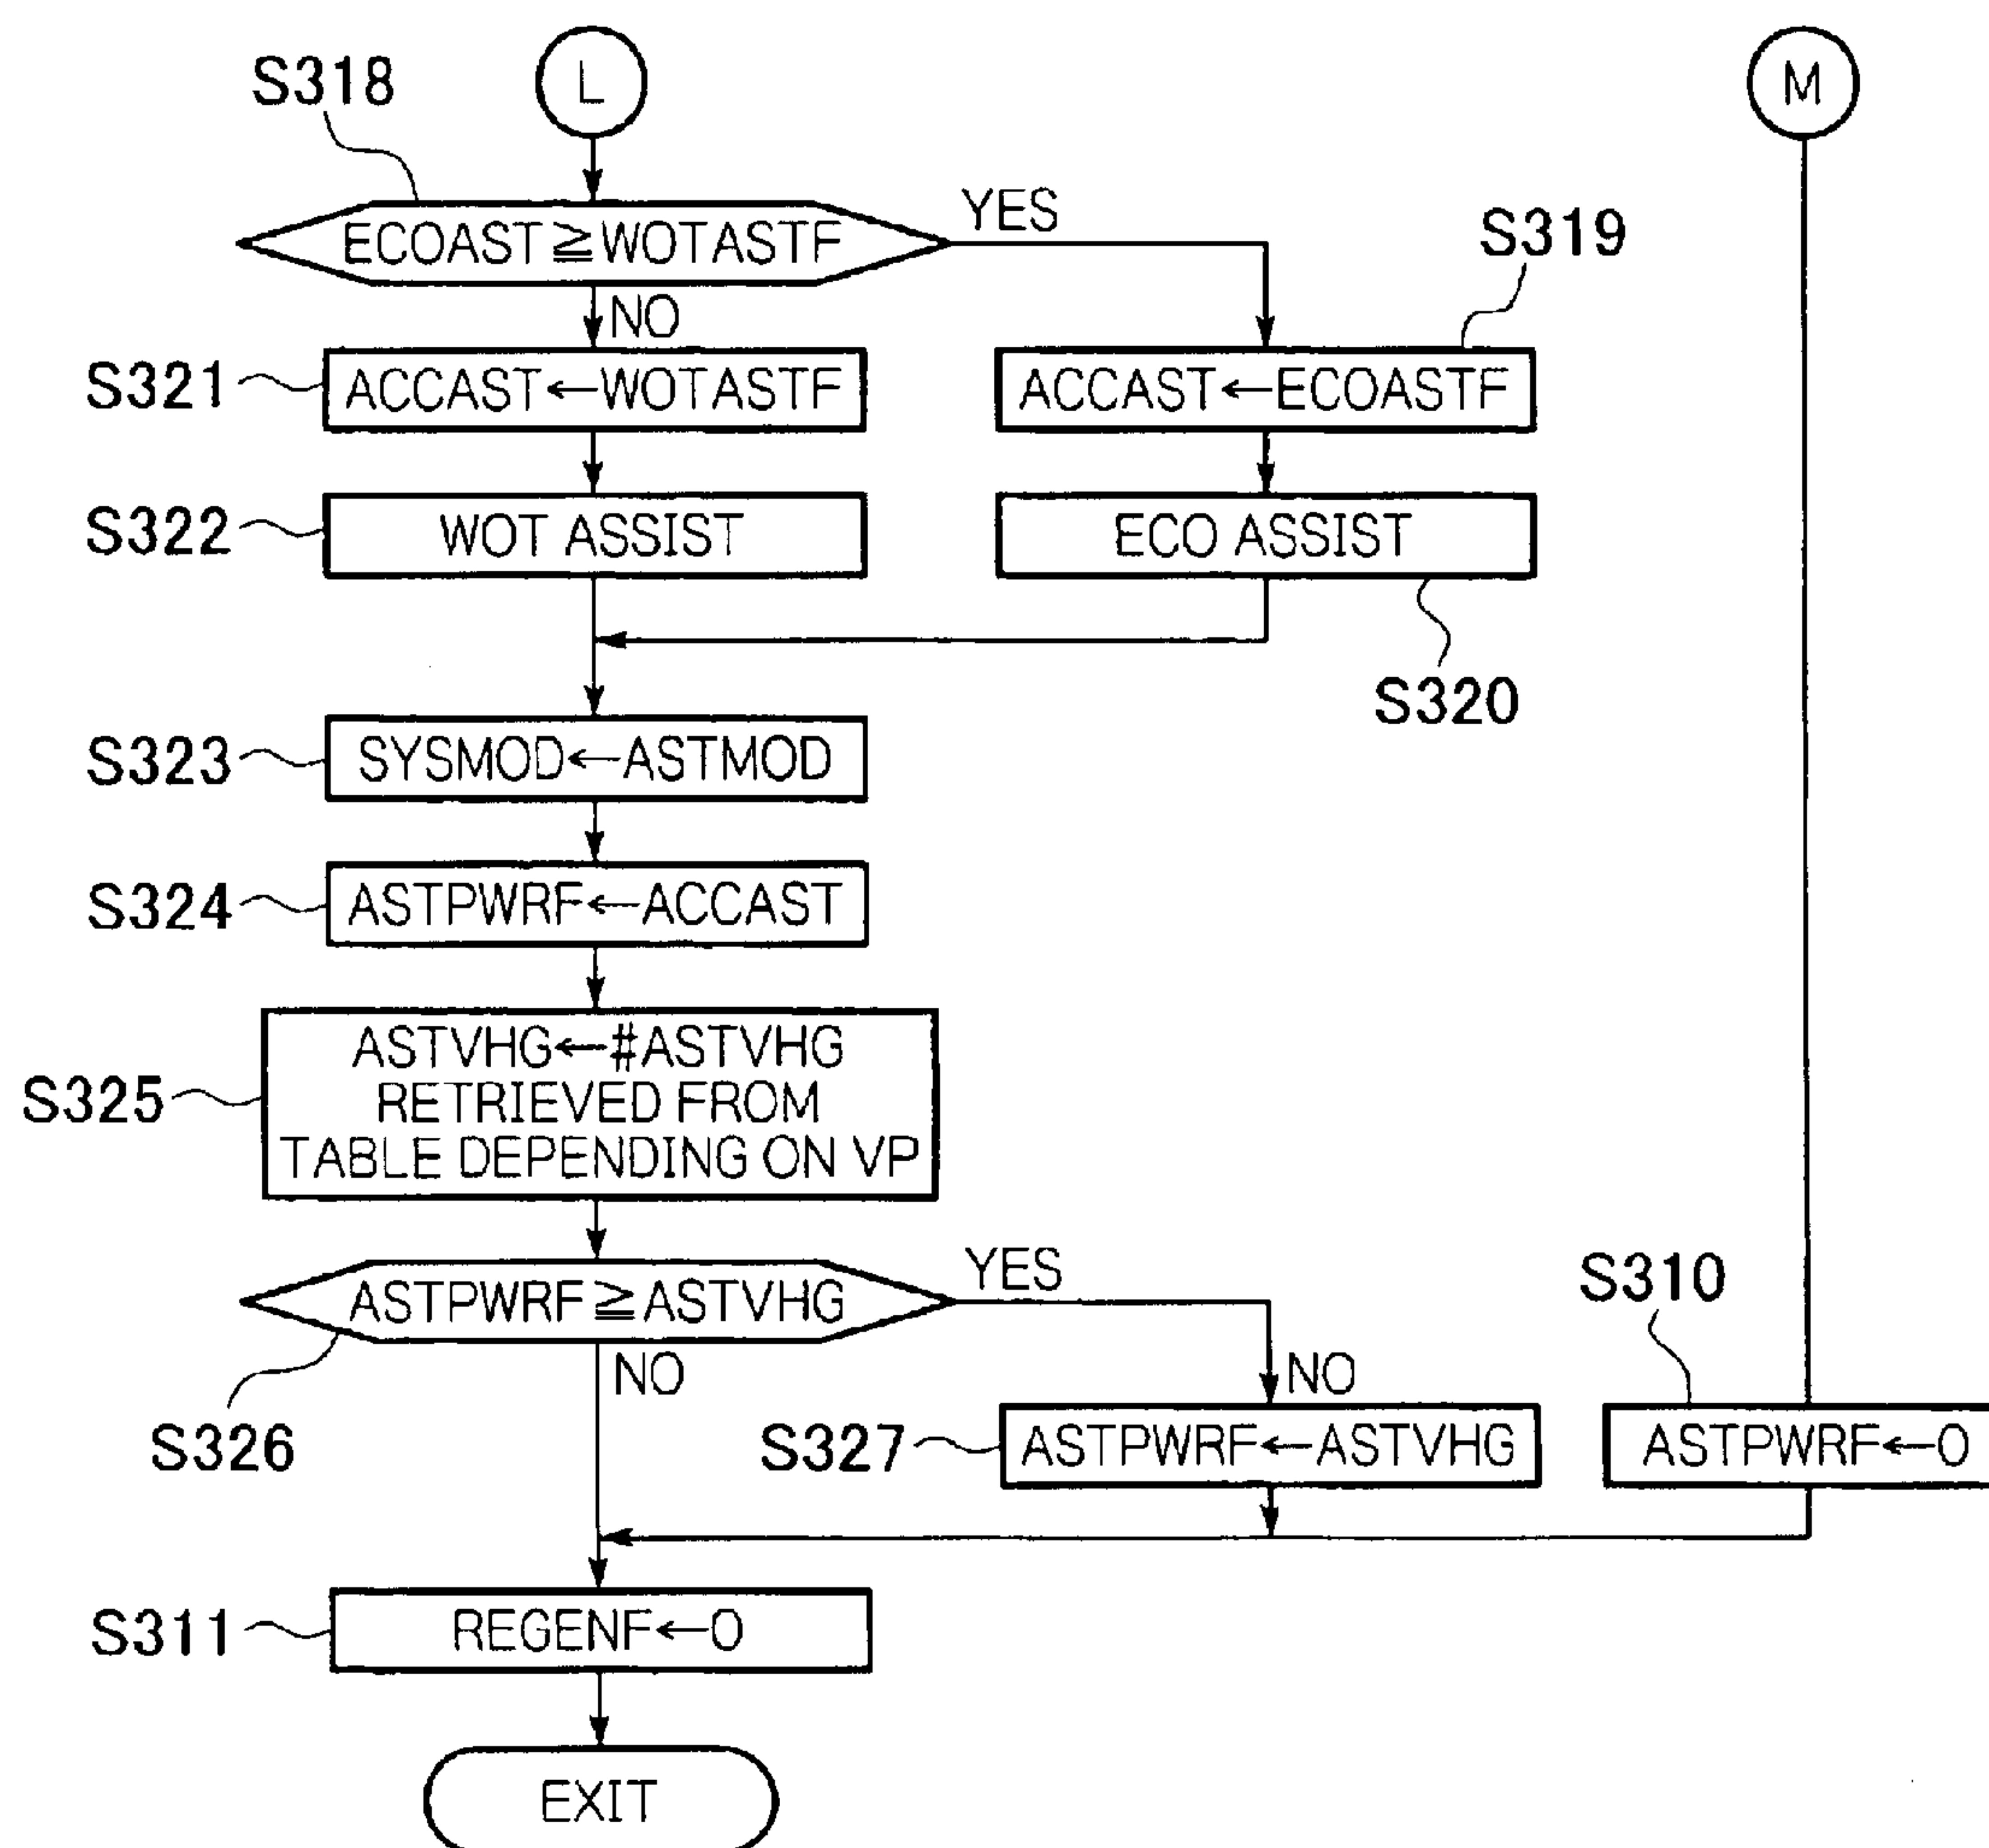 L
M
S318
ECOAST≧WOTASTF
YES
S319
NO
S321
ACCAST←WOTASTF
ACCAST←ECOASTF
S322
WOT ASSIST
ECO ASSIST
S320
S323
SYSMOD←ASTMOD
S324
ASTPWRF←ACCAST
S325
ASTVHG←#ASTVHG
RETRIEVED FROM
TABLE DEPENDING ON VP
S326
ASTPWRF≧ASTVHG
YES
NO
NO
S310
S327
ASTPWRF←ASTVHG
ASTPWRF←0
S311
REGENF←0
EXIT